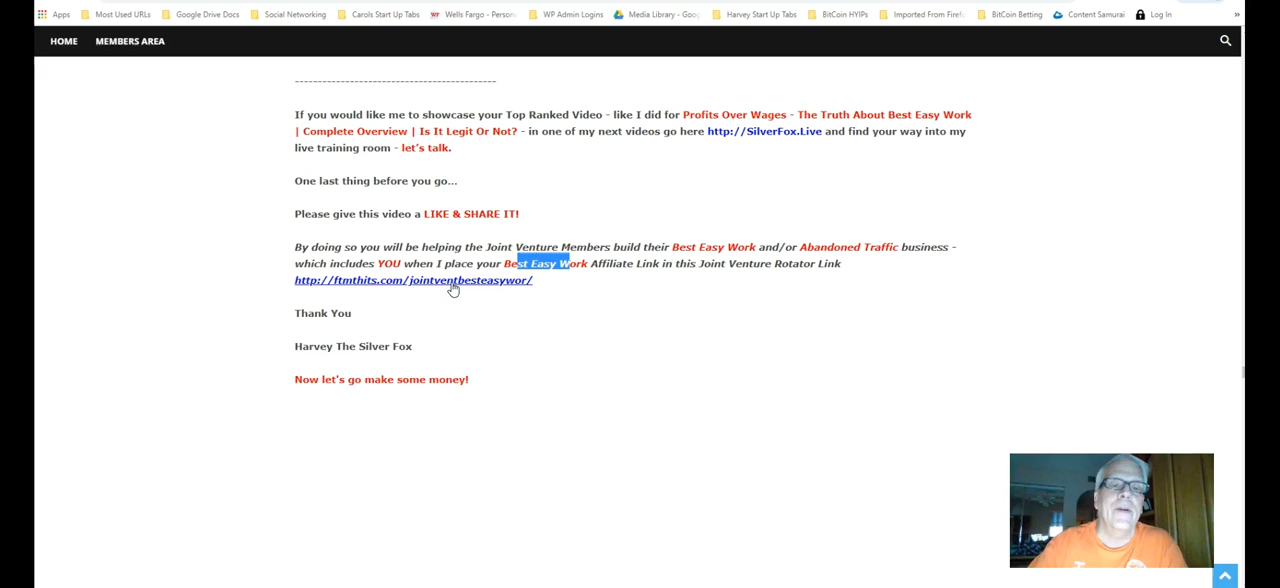 Apps Most Used URLs Google Drive Docs Social Networking Carols Start Up Tabs Wells Fargo - Person WP Admin Logins Media Library - Goo Harvey Start Up Tabs BitCoin HYIPs Imported From Firef BitCoin Betting Content Samurai Log In »
HOME MEMBERS AREA
--------------------------------------------
If you would like me to showcase your Top Ranked Video - like I did for Profits Over Wages - The Truth About Best Easy Work
| Complete Overview | Is It Legit Or Not? - in one of my next videos go here http://SilverFox.Live and find your way into my
live training room - let's talk.
One last thing before you go...
Please give this video a LIKE & SHARE IT!
By doing so you will be helping the Joint Venture Members build their Best Easy Work and/or Abandoned Traffic business -
which includes YOU when I place your Best Easy Work Affiliate Link in this Joint Venture Rotator Link
http://ftmthits.com/jointventbesteasywor/
Thank You
Harvey The Silver Fox
Now let's go make some money!